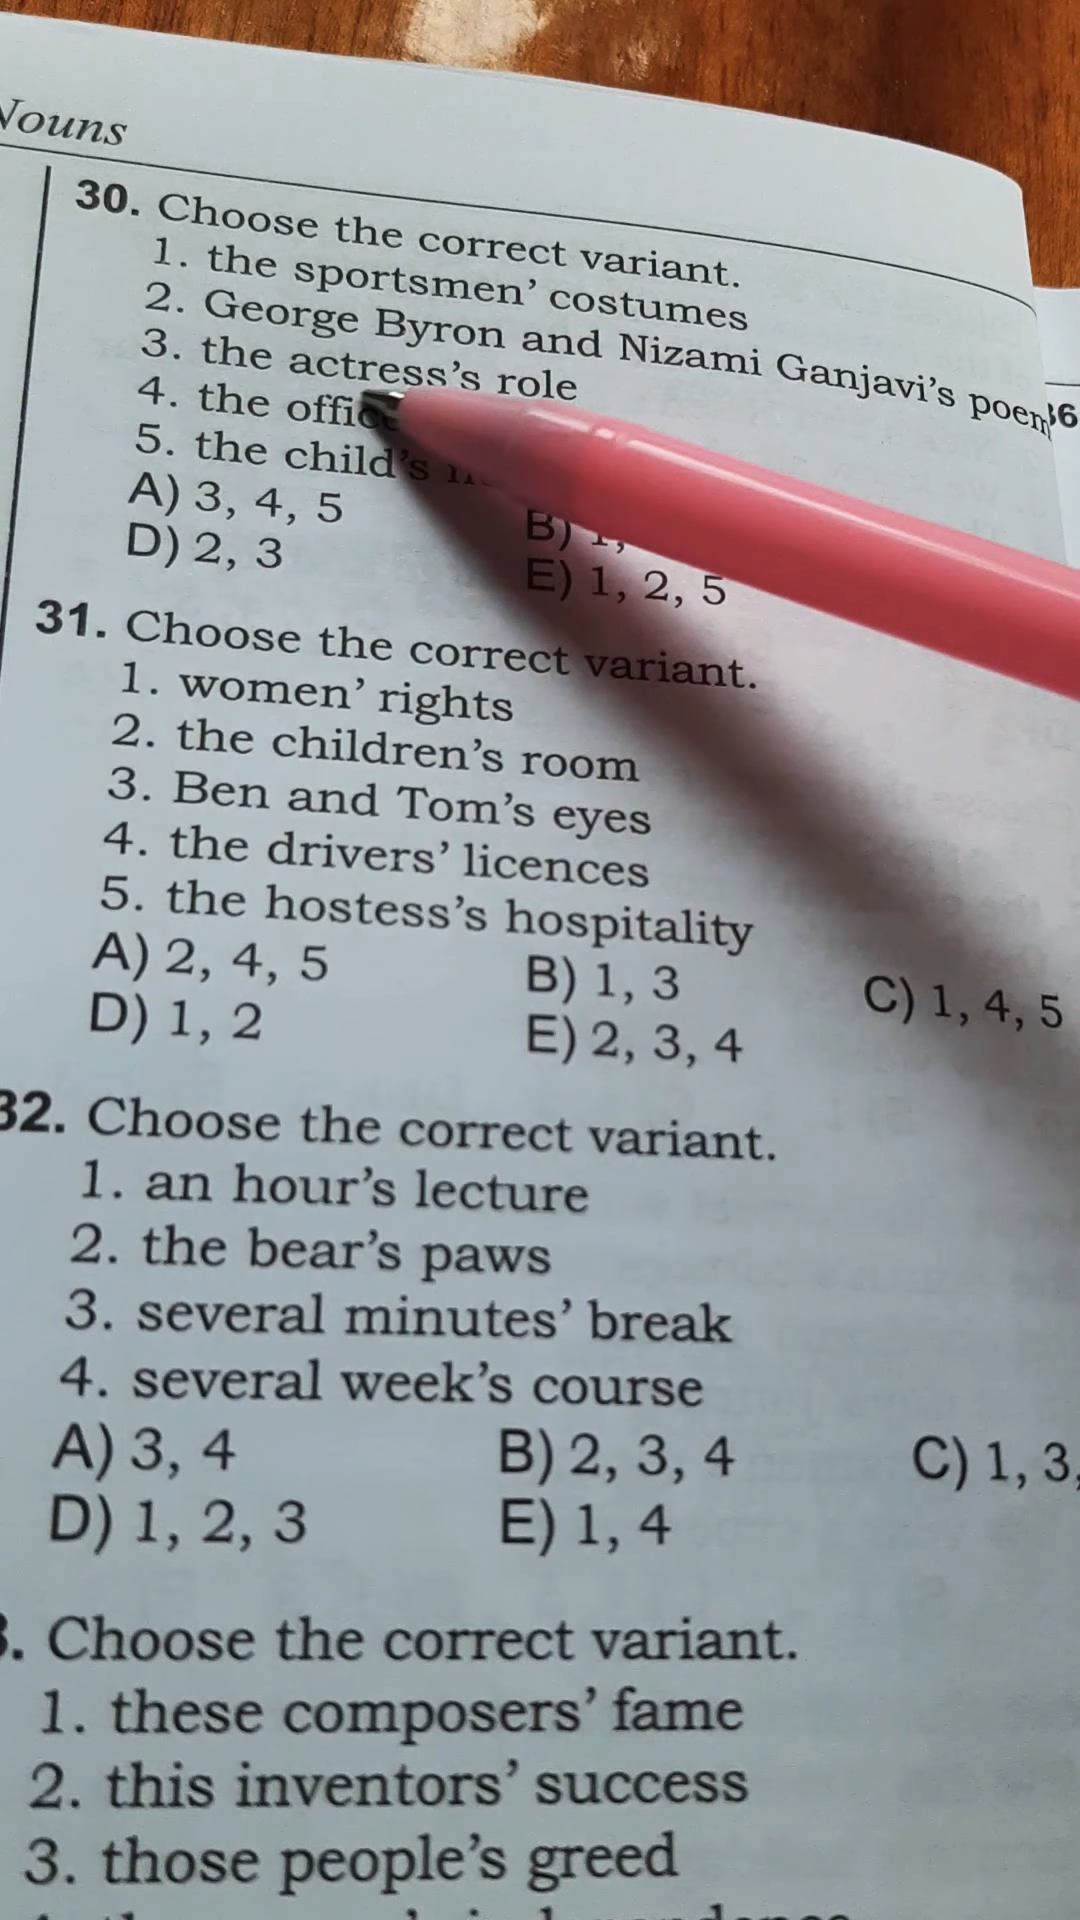 Nouns
30. Choose the correct variant.
1. the sportsmen’ costumes
2. George Byron and Nizami Ganjavi’s poem
3. the actress’s role
4. the
5. the child’s
A) 3, 4, 5 B) 1,
D) 2, 3 E) 1, 2, 5
31. Choose the correct variant.
1. women’ rights
2. the children’s room
3. Ben and Tom’s eyes
4. the drivers’ licences
5. the hostess’s hospitality
A) 2, 4, 5 B) 1, 3 C) 1, 4, 5
D) 1, 2 E) 2, 3, 4
32. Choose the correct variant.
1. an hour’s lecture
2. the bear’s paws
3. several minutes’ break
4. several week’s course
A) 3, 4 B) 2, 3, 4 C) 1, 3,
D) 1, 2, 3 E) 1, 4
Choose the correct variant.
1. these composers’ fame
2. this inventors’ success
3. those people’s greed